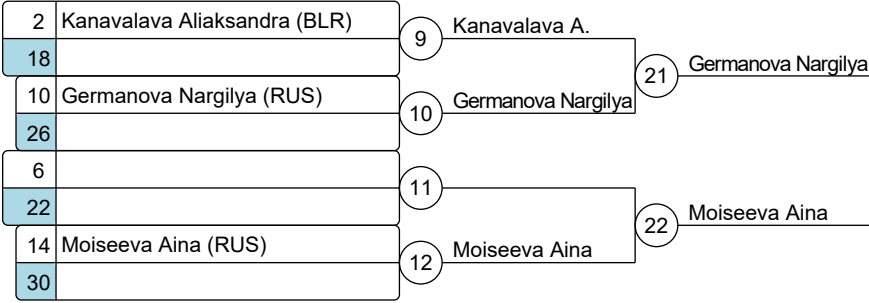 2 Kanavalava Aliaksandra (BLR)
18
9 Kanavalava A.
10 Germanova Nargilya (RUS)
26
10 Germanova Nargilya
21 Germanova Nargilya
6
22
11
14 Moiseeva Aina (RUS)
30
12 Moiseeva Aina
22 Moiseeva Aina